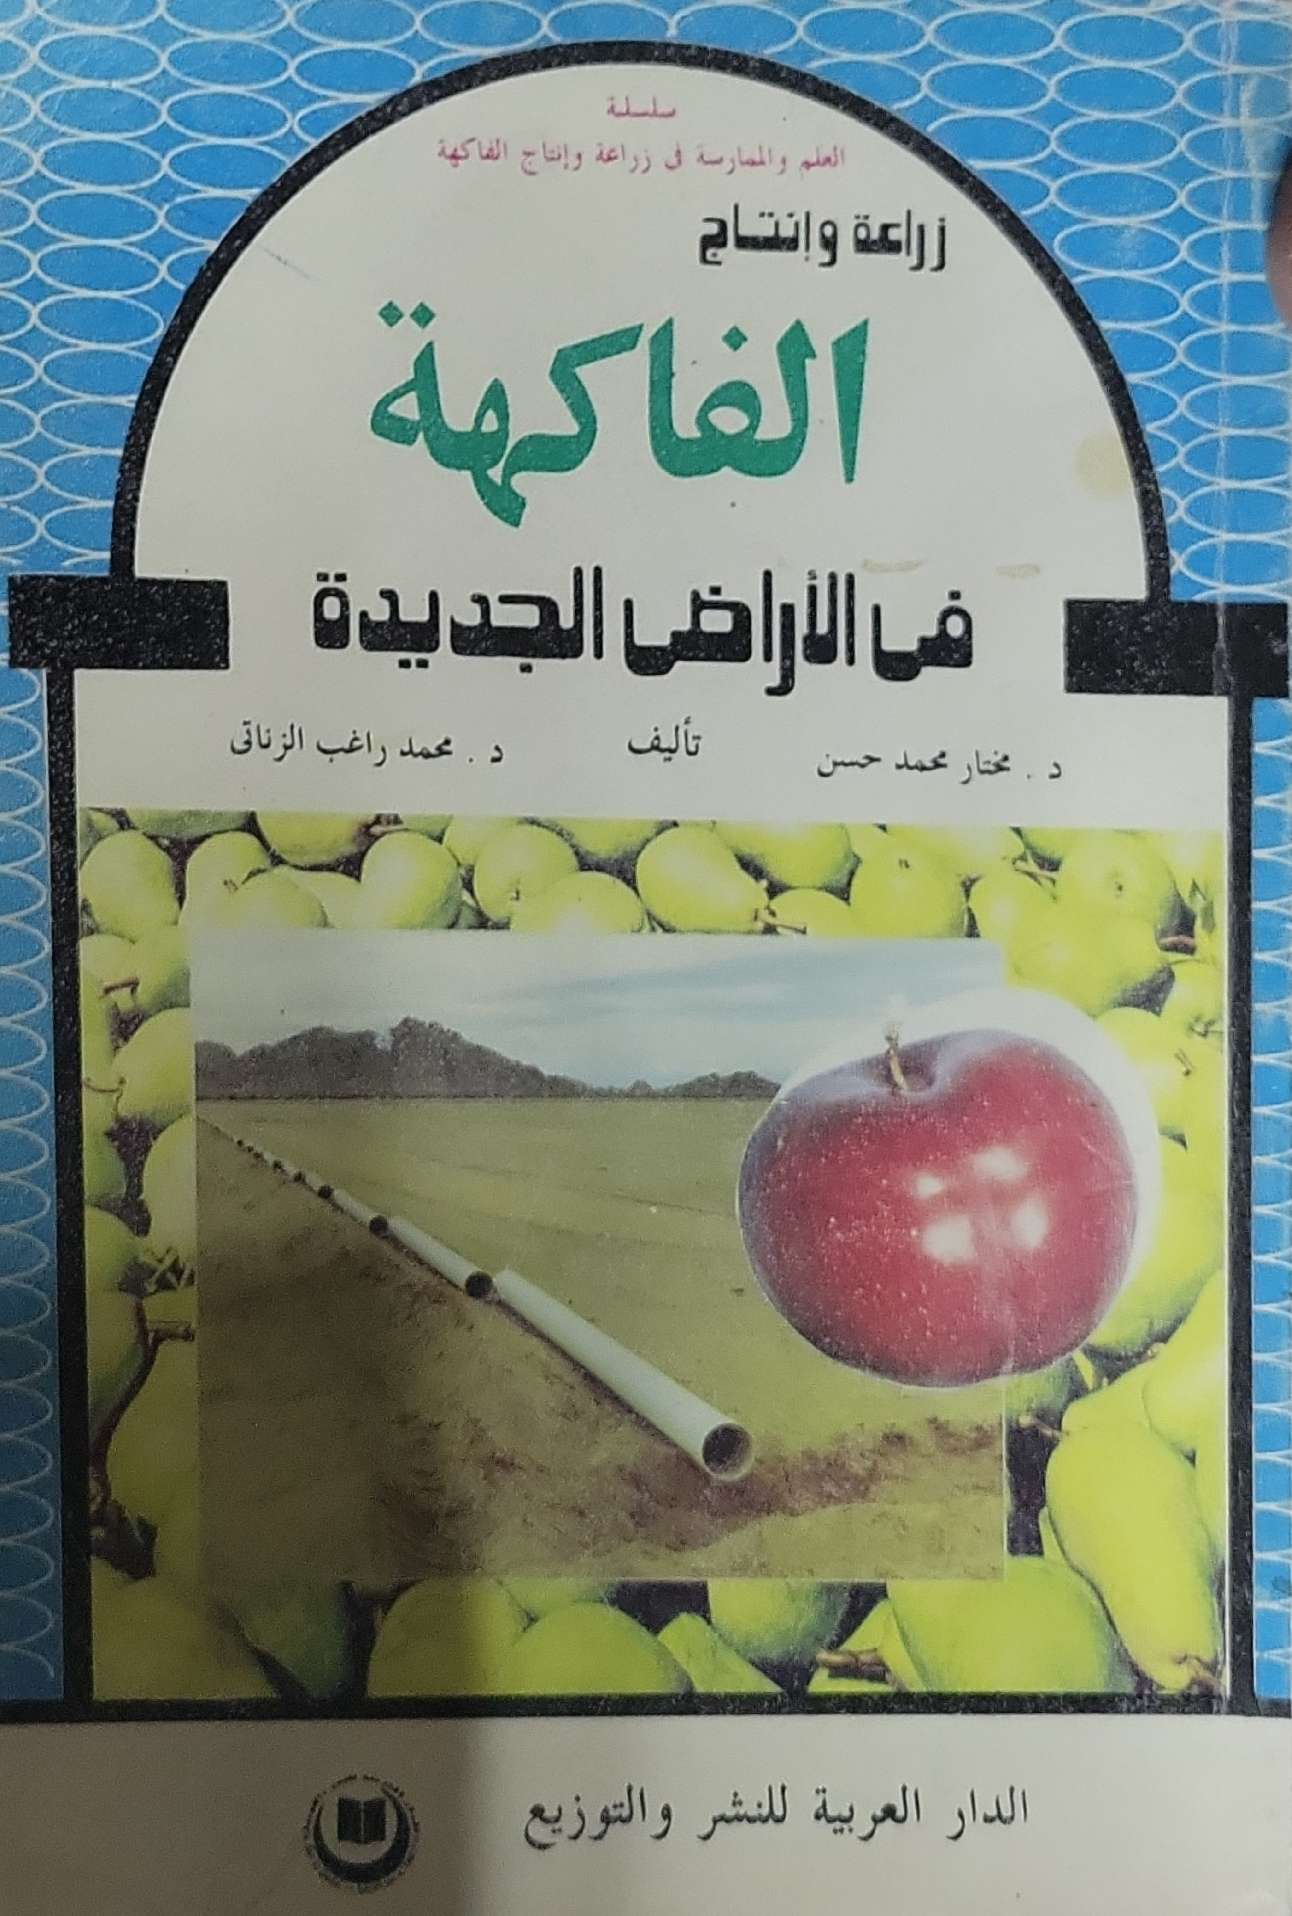 سلسلة
العلم والممارسة في زراعة وإنتاج الفاكهة
زراعة وإنتاج
الفاكهة
فى الأراضى الجديدة
تأليف
د . مختار محمد حسن
د . محمد راغب الزناتى
الدار العربية للنشر والتوزيع